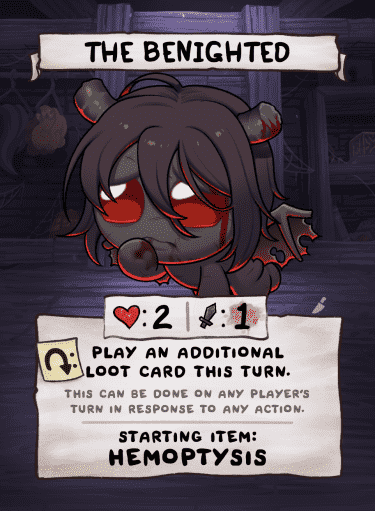 THE BENIGHTED
:2 :1
: PLAY AN ADDITIONAL
LOOT CARD THIS TURN.
THIS CAN BE DONE ON ANY PLAYER'S
TURN IN RESPONSE TO ANY ACTION.
STARTING ITEM:
HEMOPTYSIS